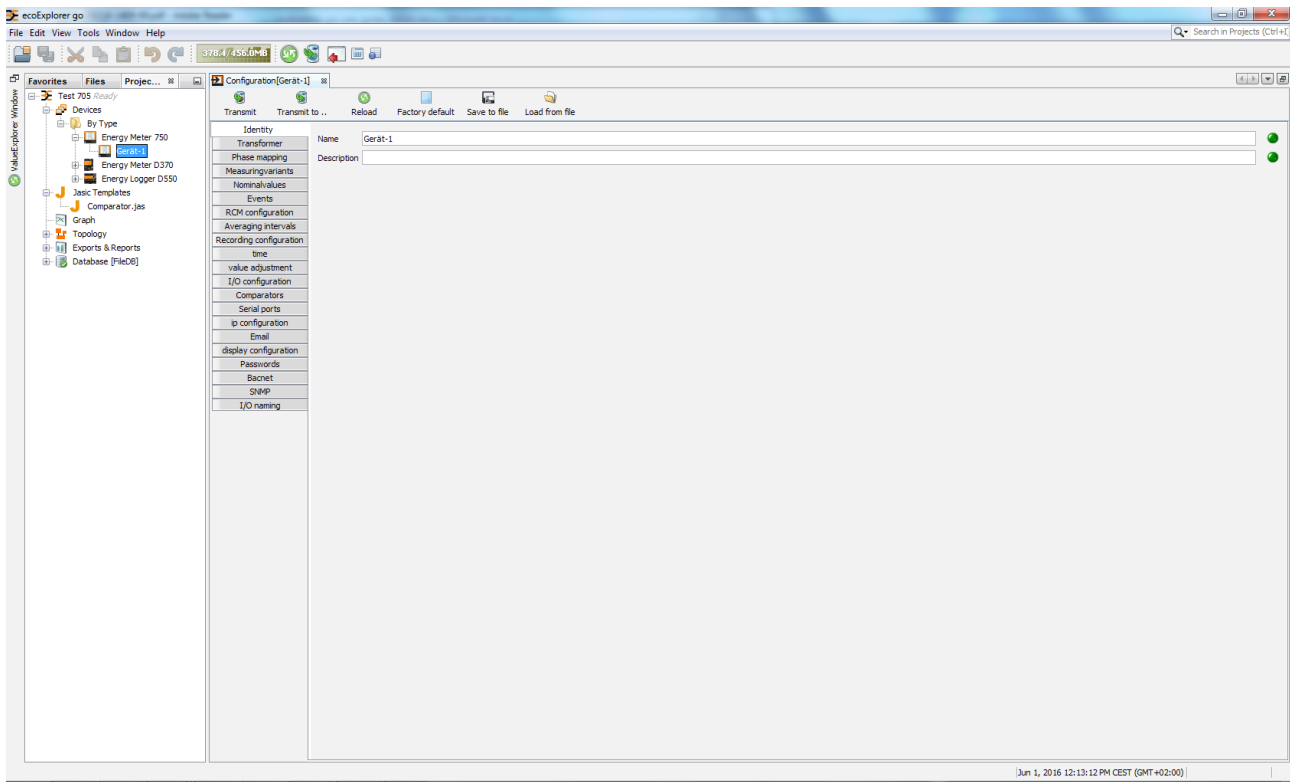 ecoExplorer go
File Edit View Tools Window Help
Search in Projects (Ctrl+I)
378.4/456.0MB
Favorites Files Projec...
Configuration[Gerät-1]
ValueExplorer Window
Test 705 Ready
Devices
By Type
Energy Meter 750
Gerät-1
Energy Meter D370
Energy Logger D550
Jasic Templates
Comparator.jas
Graph
Topology
Exports & Reports
Database [FileDB]
Transmit Transmit to .. Reload Factory default Save to file Load from file
Identity
Transformer
Phase mapping
Measuringvariants
Nominalvalues
Events
RCM configuration
Averaging intervals
Recording configuration
time
value adjustment
I/O configuration
Comparators
Serial ports
ip configuration
Email
display configuration
Passwords
Bacnet
SNMP
I/O naming
Name Gerät-1
Description
Jun 1, 2016 12:13:12 PM CEST (GMT+02:00)